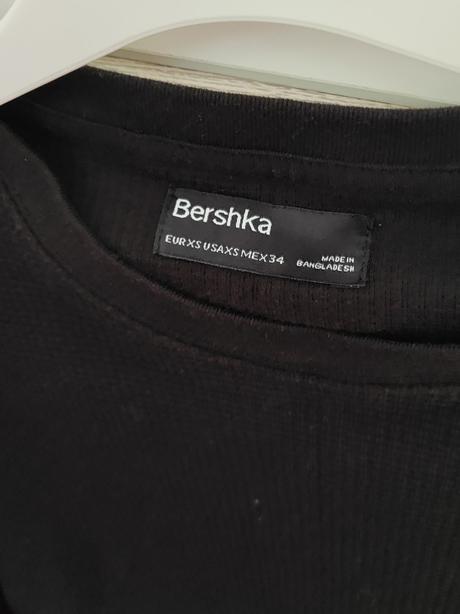 Bershka
EUR XS USA XS MEX 34
MADE IN
BANGLADESH